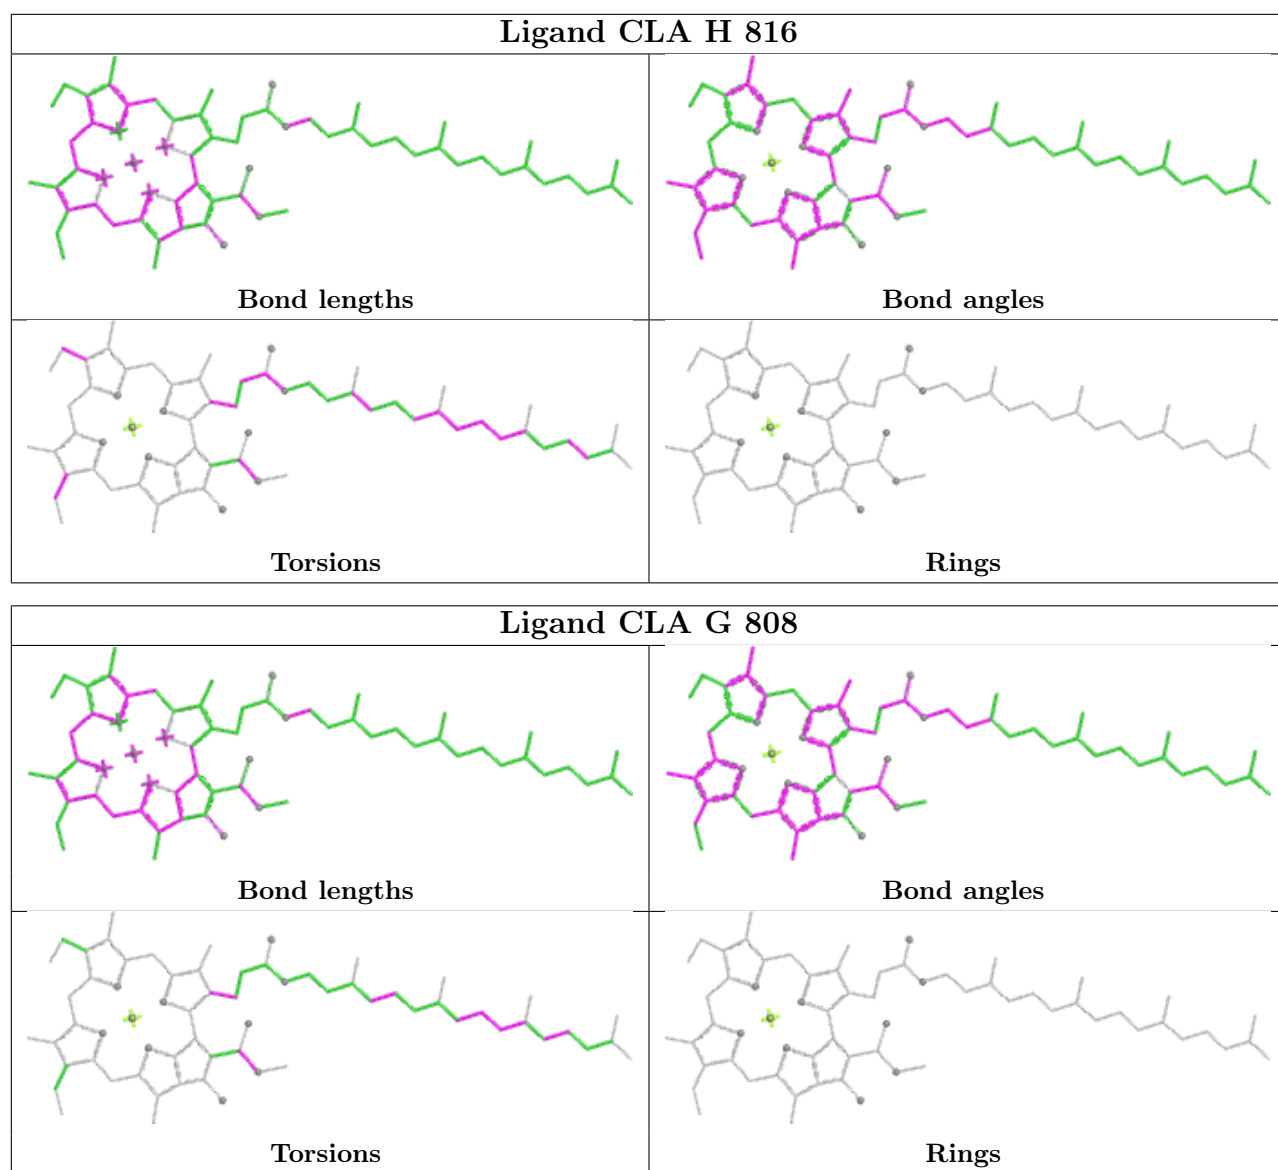 Ligand CLA H 816
Bond lengths
Bond angles
Torsions
Rings
Ligand CLA G 808
Bond lengths
Bond angles
Torsions
Rings